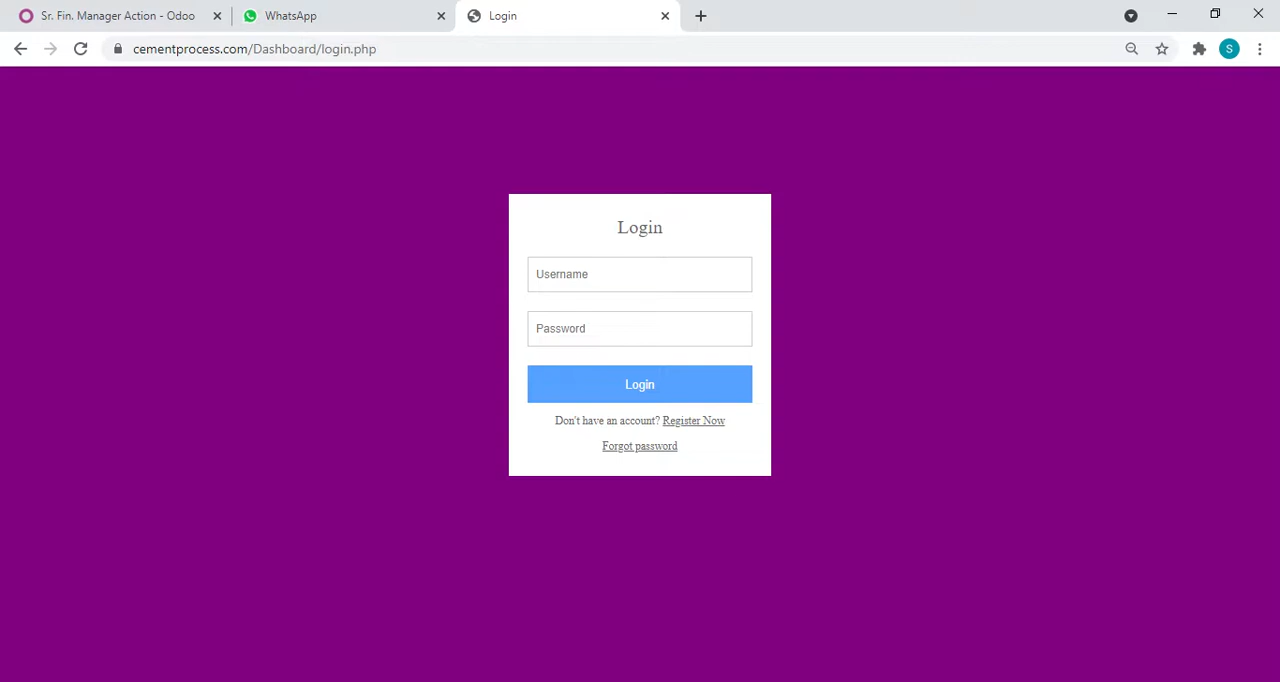 Sr. Fin. Manager Action - Odoo
WhatsApp
Login
cementprocess.com/Dashboard/login.php
S
Login
Username
Password
Login
Don't have an account? Register Now
Forgot password